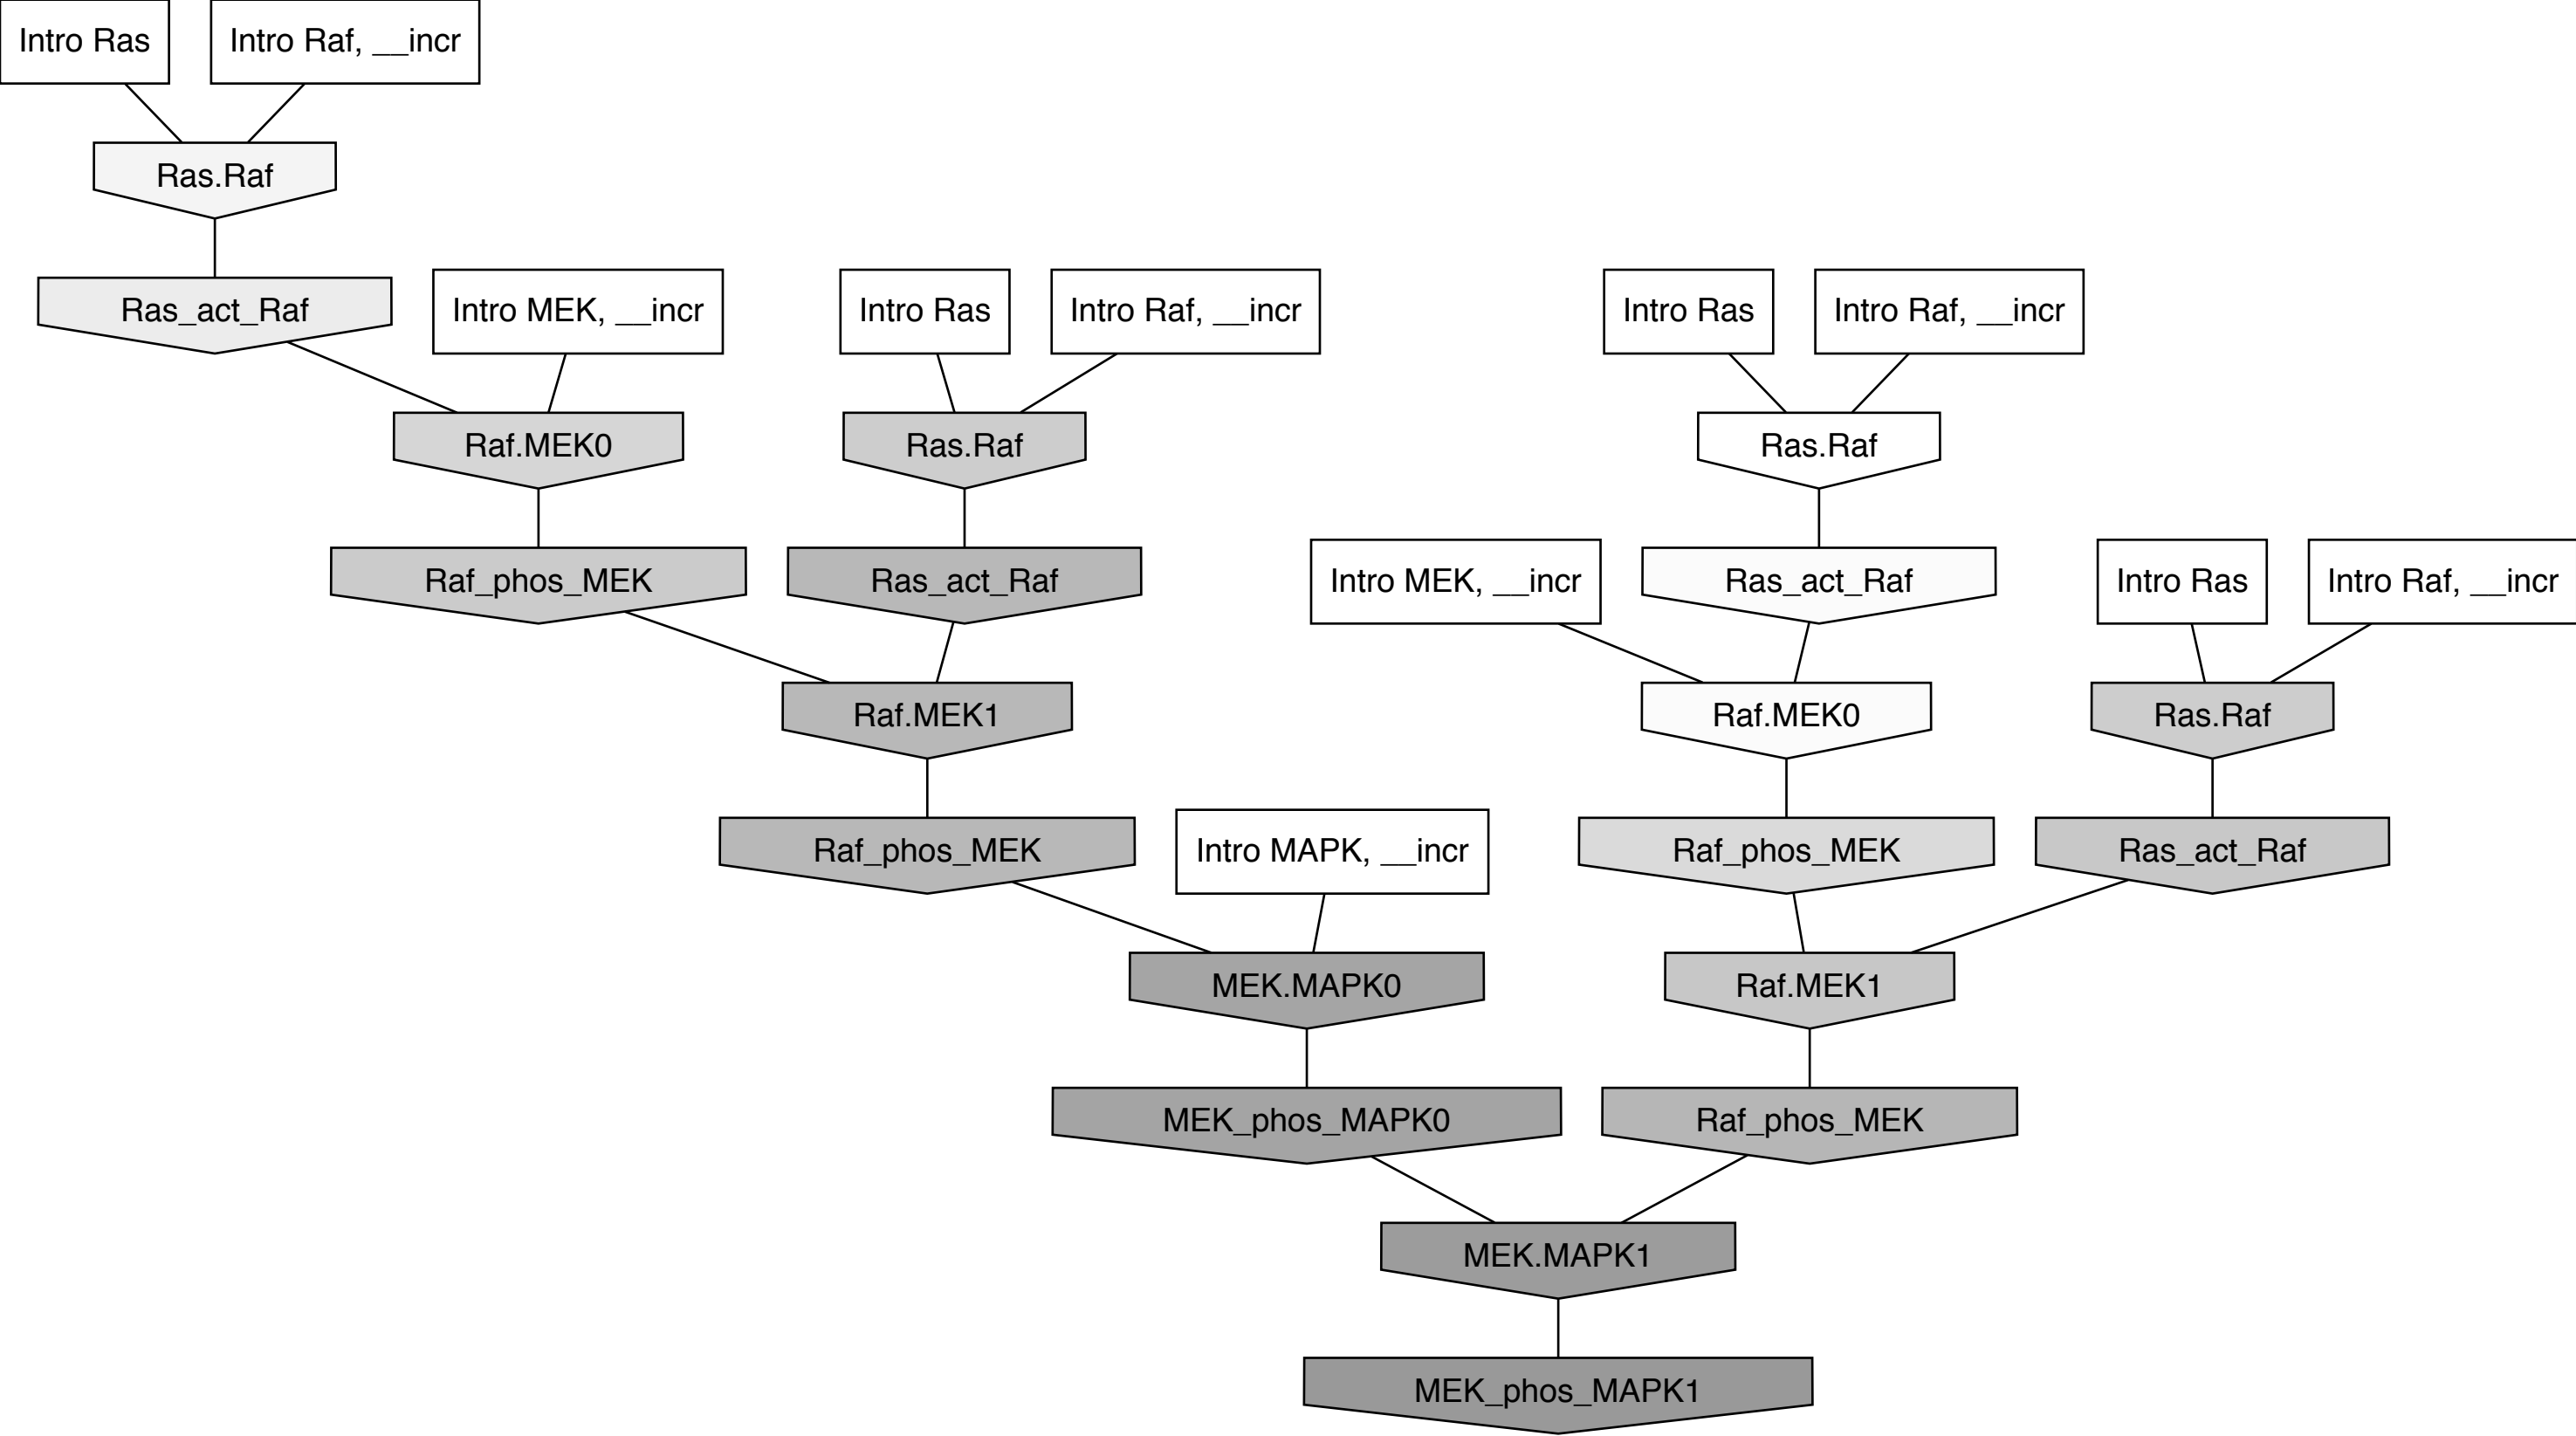 Intro Ras
Intro Raf, __incr
Ras.Raf
Ras_act_Raf
Intro MEK, __incr
Intro Ras
Intro Raf, __incr
Intro Ras
Intro Raf, __incr
Raf.MEK0
Ras.Raf
Ras.Raf
Raf_phos_MEK
Ras_act_Raf
Intro MEK, __incr
Ras_act_Raf
Intro Ras
Intro Raf, __incr
Raf.MEK1
Raf.MEK0
Ras.Raf
Raf_phos_MEK
Intro MAPK, __incr
Raf_phos_MEK
Ras_act_Raf
MEK.MAPK0
Raf.MEK1
MEK_phos_MAPK0
Raf_phos_MEK
MEK.MAPK1
MEK_phos_MAPK1